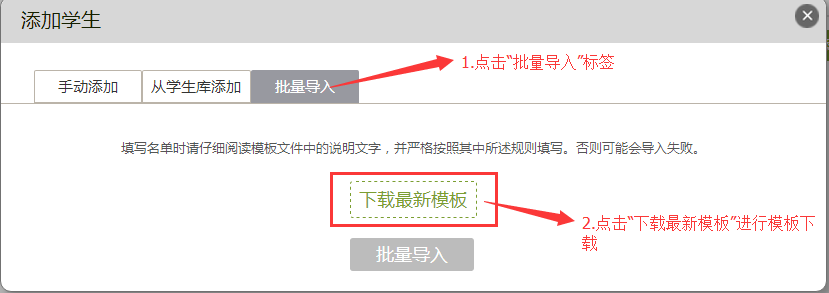 添加学生
1.点击“批量导入”标签
手动添加
从学生库添加
批量导入
填写名单时请仔细阅读模板文件中的说明文字，并严格按照其中所述规则填写。否则可能会导入失败。
下载最新模板
2.点击“下载最新模板”进行模板下
载
批量导入